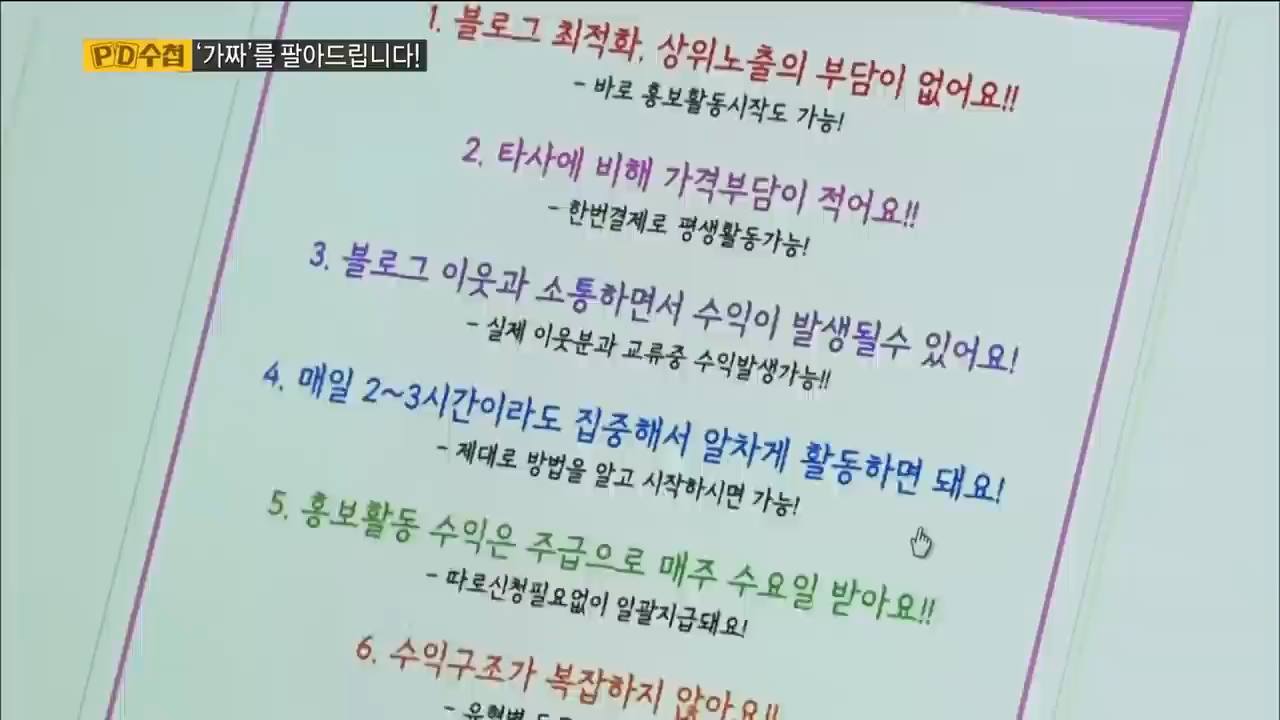 PD수첩 '가짜'를 팔아드립니다!
1. 블로그 최적화, 상위노출의 부담이 없어요!!
- 바로 홍보활동시작도 가능!
2. 타사에 비해 가격부담이 적어요!!
- 한번결제로 평생활동가능!
3. 블로그 이웃과 소통하면서 수익이 발생될수 있어요!
- 실제 이웃분과 교류중 수익발생가능!!
4. 매일 2~3시간이라도 집중해서 알차게 활동하면 돼요!
- 제대로 방법을 알고 시작하시면 가능!
5. 홍보활동 수익은 주급으로 매주 수요일 받아요!!
- 따로신청필요없이 일괄지급돼요!
6. 수익구조가 복잡하지 않아요!!